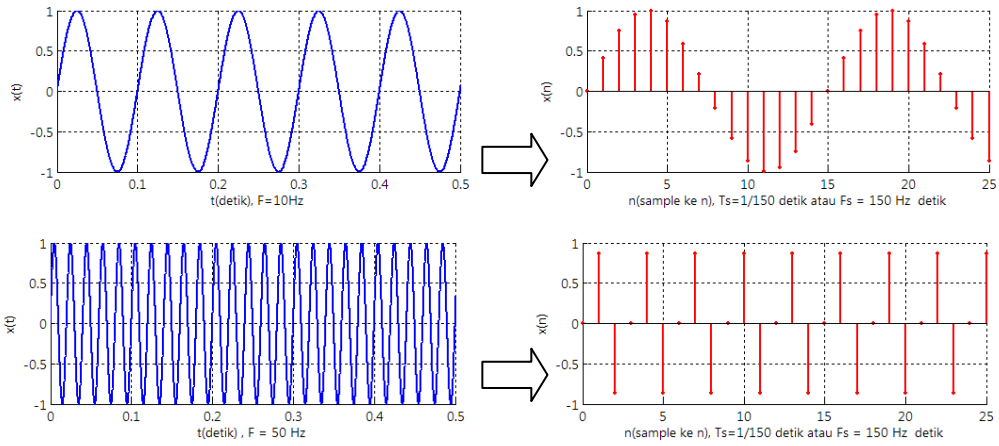 1
0.5
0
-0.5
-1
x(t)
0 0.1 0.2 0.3 0.4 0.5
t(detik), F=10Hz
1
0.5
0
-0.5
-1
x(n)
0 5 10 15 20 25
n(sample ke n), Ts=1/150 detik atau Fs = 150 Hz detik
1
0.5
0
-0.5
-1
x(t)
0 0.1 0.2 0.3 0.4 0.5
t(detik) , F = 50 Hz
1
0.5
0
-0.5
-1
x(n)
0 5 10 15 20 25
n(sample ke n), Ts=1/150 detik atau Fs = 150 Hz detik